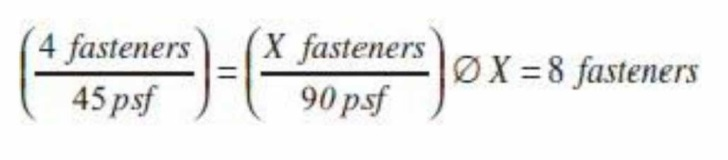 (4 fasteners / 45 psf) = (X fasteners / 90 psf) ∅ X = 8 fasteners